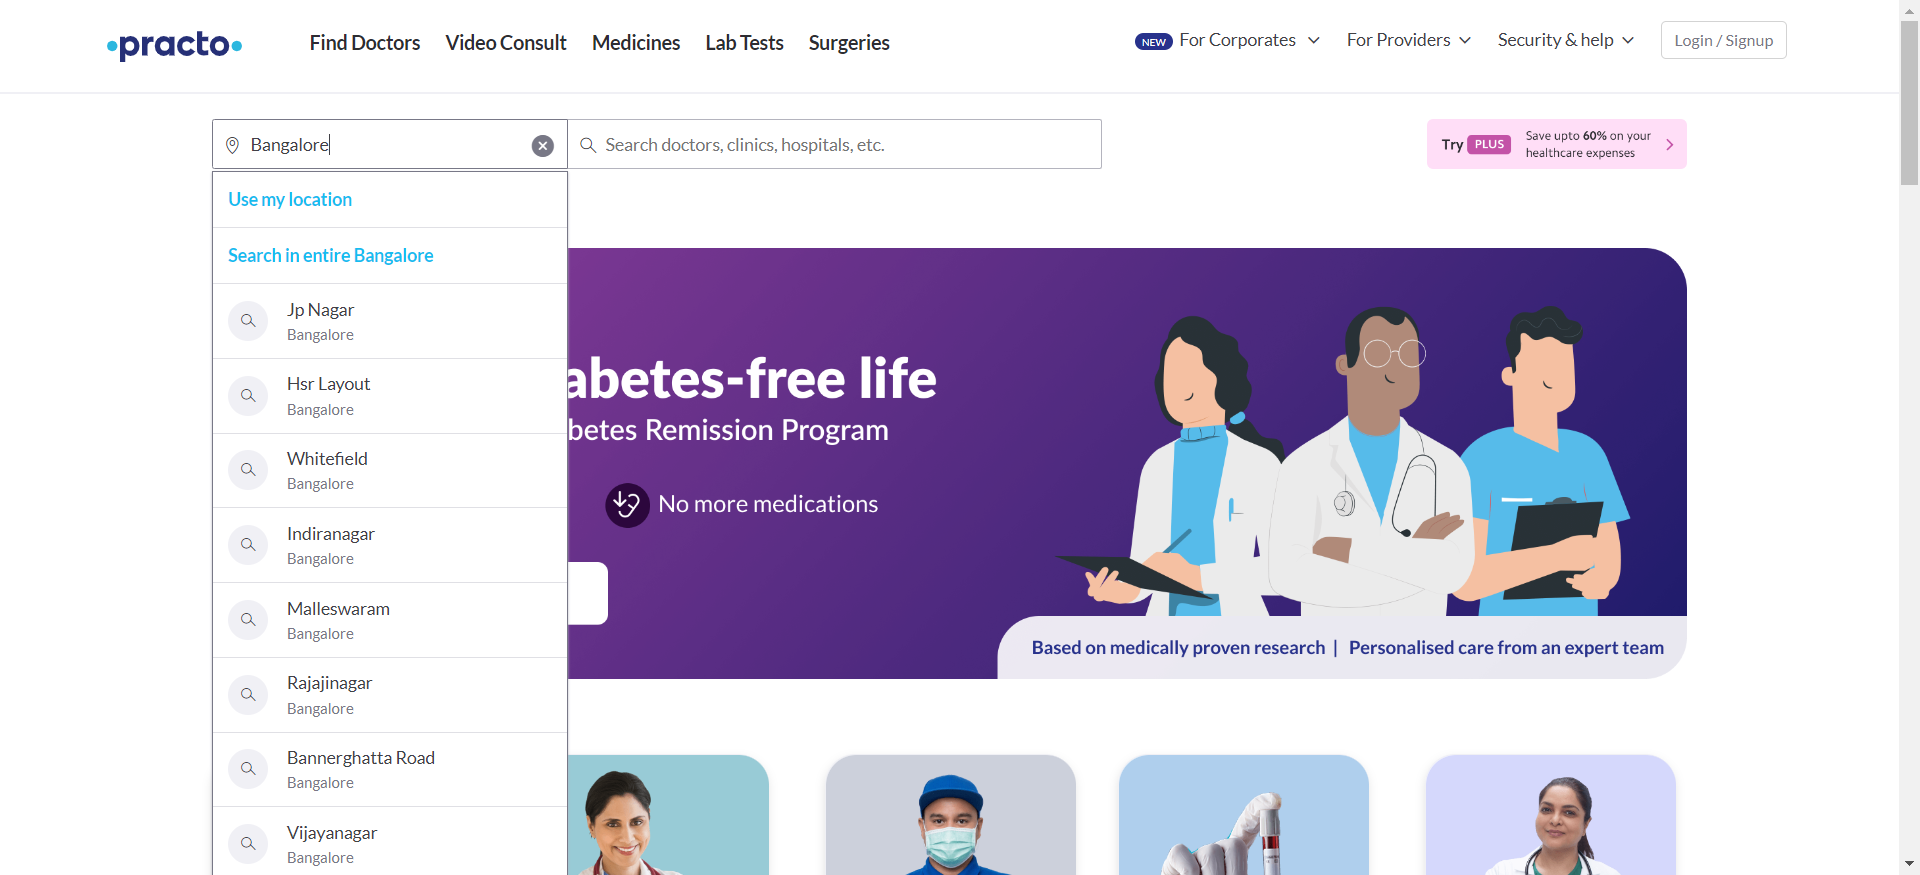 practo
Find Doctors
Video Consult
Medicines
Lab Tests
Surgeries
NEW For Corporates
For Providers
Security & help
Login / Signup
Bangalore
Search doctors, clinics, hospitals, etc.
Try PLUS
Save upto 60% on your
healthcare expenses
Use my location
Search in entire Bangalore
Jp Nagar
Bangalore
Hsr Layout
Bangalore
Whitefield
Bangalore
Indiranagar
Bangalore
Malleswaram
Bangalore
Rajajinagar
Bangalore
Bannerghatta Road
Bangalore
Vijayanagar
Bangalore
abetes-free life
betes Remission Program
No more medications
Based on medically proven research | Personalised care from an expert team